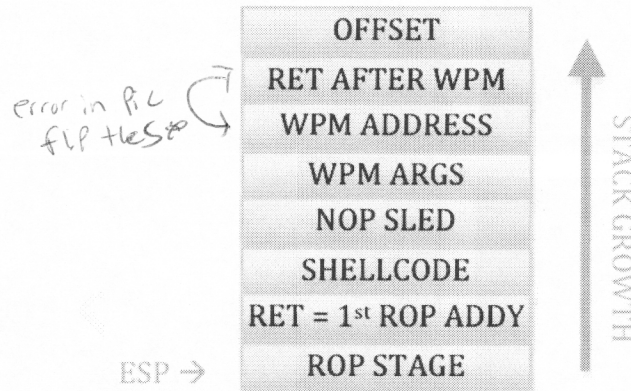 OFFSET
RET AFTER WPM
error in pic
flip these
WPM ADDRESS
WPM ARGS
NOP SLED
SHELLCODE
RET = 1st ROP ADDY
ESP → ROP STAGE
STACK GROWTH